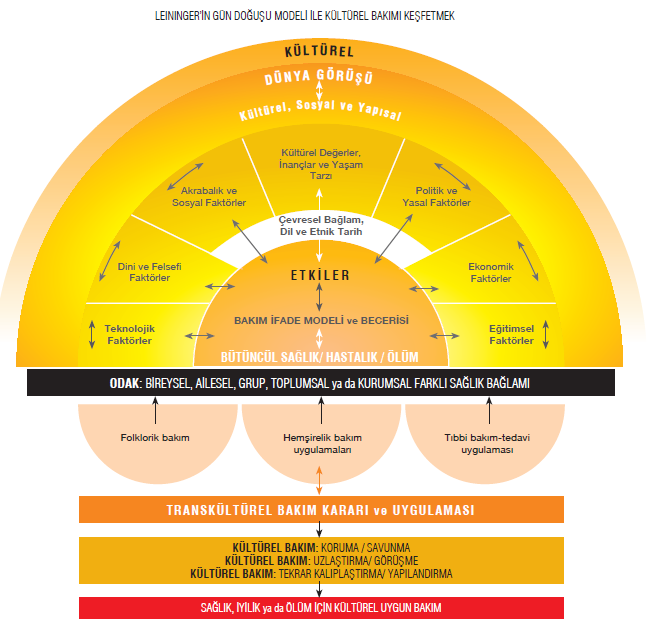 LEININGER'IN GÜN DOĞUŞU MODELİ İLE KÜLTÜREL BAKIMI KEŞFETMEK
KÜLTÜREL
DÜNYA GÖRÜŞÜ
Kültürel, Sosyal ve Yapısal
Kültürel Değerler,
İnançlar ve Yaşam
Tarzı
Akrabalık ve
Sosyal Faktörler
Politik ve
Yasal Faktörler
Çevresel Bağlam,
Dil ve Etnik Tarih
Dini ve Felsefi
Faktörler
Ekonomik
Faktörler
ETKİLER
BAKIM İFADE MODELİ ve BECERİSİ
Teknolojik
Faktörler
Eğitimsel
Faktörler
BÜTÜNCÜL SAĞLIK/ HASTALIK / ÖLÜM
ODAK: BİREYSEL, AİLESEL, GRUP, TOPLUMSAL ya da KURUMSAL FARKLI SAĞLIK BAĞLAMI
Folklorik bakım
Hemşirelik bakım
uygulamaları
Tıbbi bakım-tedavi
uygulaması
TRANSKÜLTÜREL BAKIM KARARI ve UYGULAMASI
KÜLTÜREL BAKIM: KORUMA / SAVUNMA
KÜLTÜREL BAKIM: UZLAŞTIRMA/ GÖRÜŞME
KÜLTÜREL BAKIM: TEKRAR KALIPLAŞTIRMA/ YAPILANDIRMA
SAĞLIK, İYİLİK ya da ÖLÜM İÇİN KÜLTÜREL UYGUN BAKIM